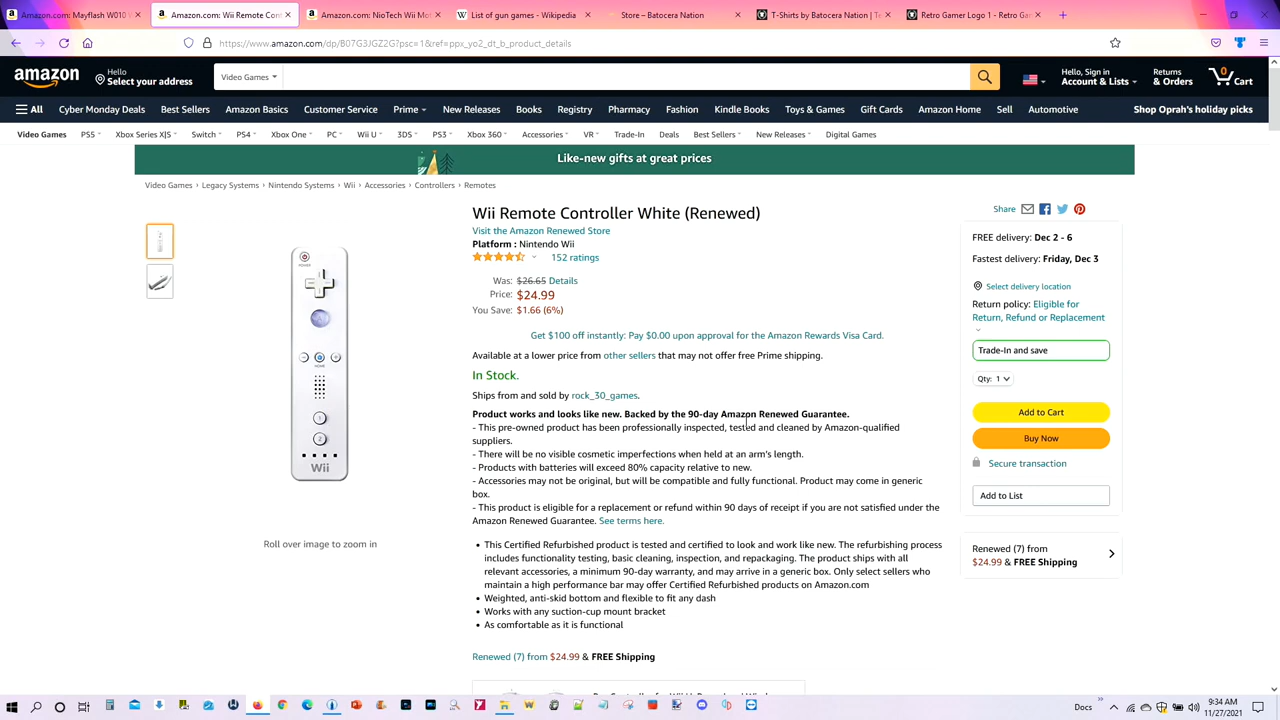 Amazon.com: Mayflash W010 W
Amazon.com: Wii Remote Cont
Amazon.com: NioTech Wii Mot
List of gun games - Wikipedia
Store – Batocera Nation
T-Shirts by Batocera Nation | T
Retro Gamer Logo 1 - Retro Ga
https://www.amazon.com/dp/B07G3JGZ2G?psc=1&ref=ppx_yo2_dt_b_product_details
amazon
Hello
Select your address
Video Games
Hello, Sign in
Account & Lists
Returns
& Orders
0
Cart
All
Cyber Monday Deals
Best Sellers
Amazon Basics
Customer Service
Prime
New Releases
Books
Registry
Pharmacy
Fashion
Kindle Books
Toys & Games
Gift Cards
Amazon Home
Sell
Automotive
Shop Oprah's holiday picks
Video Games
PS5
Xbox Series X|S
Switch
PS4
Xbox One
PC
Wii U
3DS
PS3
Xbox 360
Accessories
VR
Trade-In
Deals
Best Sellers
New Releases
Digital Games
Like-new gifts at great prices
Video Games › Legacy Systems › Nintendo Systems › Wii › Accessories › Controllers › Remotes
Wii Remote Controller White (Renewed)
Visit the Amazon Renewed Store
Platform : Nintendo Wii
152 ratings
Was: $26.65 Details
Price: $24.99
You Save: $1.66 (6%)
Get $100 off instantly: Pay $0.00 upon approval for the Amazon Rewards Visa Card.
Available at a lower price from other sellers that may not offer free Prime shipping.
In Stock.
Ships from and sold by rock_30_games.
Product works and looks like new. Backed by the 90-day Amazon Renewed Guarantee.
- This pre-owned product has been professionally inspected, tested and cleaned by Amazon-qualified
suppliers.
- There will be no visible cosmetic imperfections when held at an arm's length.
- Products with batteries will exceed 80% capacity relative to new.
- Accessories may not be original, but will be compatible and fully functional. Product may come in generic
box.
- This product is eligible for a replacement or refund within 90 days of receipt if you are not satisfied under the
Amazon Renewed Guarantee. See terms here.
• This Certified Refurbished product is tested and certified to look and work like new. The refurbishing process
includes functionality testing, basic cleaning, inspection, and repackaging. The product ships with all
relevant accessories, a minimum 90-day warranty, and may arrive in a generic box. Only select sellers who
maintain a high performance bar may offer Certified Refurbished products on Amazon.com
• Weighted, anti-skid bottom and flexible to fit any dash
• Works with any suction-cup mount bracket
• As comfortable as it is functional
Renewed (7) from $24.99 & FREE Shipping
POWER
HOME
1
2
Wii
Roll over image to zoom in
Share
FREE delivery: Dec 2 - 6
Fastest delivery: Friday, Dec 3
Select delivery location
Return policy: Eligible for
Return, Refund or Replacement
Trade-In and save
Qty: 1
Add to Cart
Buy Now
Secure transaction
Add to List
Renewed (7) from
$24.99 & FREE Shipping
Docs
9:34 AM
11/27/2021